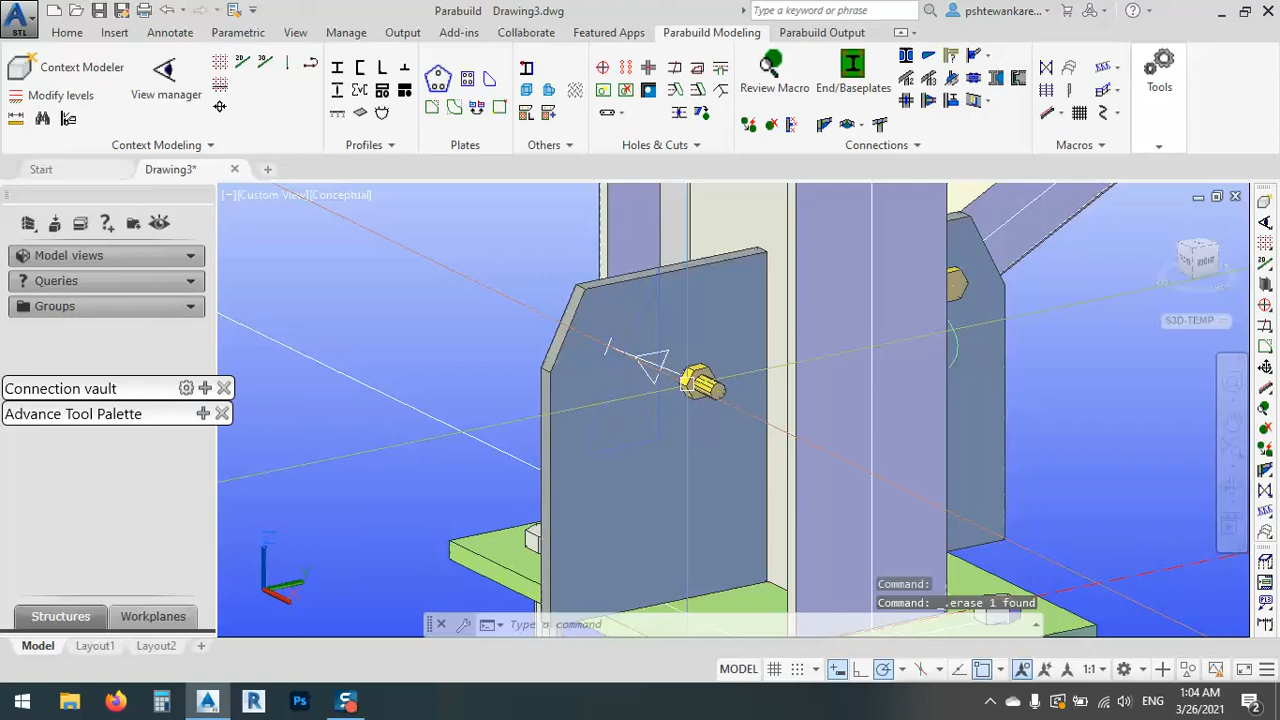 STL
Parabuild Drawing3.dwg
Type a keyword or phrase
pshtewankare...
Home Insert Annotate Parametric View Manage Output Add-ins Collaborate Featured Apps Parabuild Modeling Parabuild Output
Context Modeler
Modify levels
View manager
Review Macro
End/Baseplates
Tools
Context Modeling
Profiles
Plates
Others
Holes & Cuts
Connections
Macros
Start
Drawing3*
[−][Custom View][Conceptual]
Model views
Queries
Groups
Connection vault
Advance Tool Palette
RIGHT
S3D-TEMP
Z
Command:
Command: _.erase 1 found
Type a command
Structures
Workplanes
Model Layout1 Layout2
MODEL
1:1
Ps
ENG
1:04 AM
3/26/2021
2